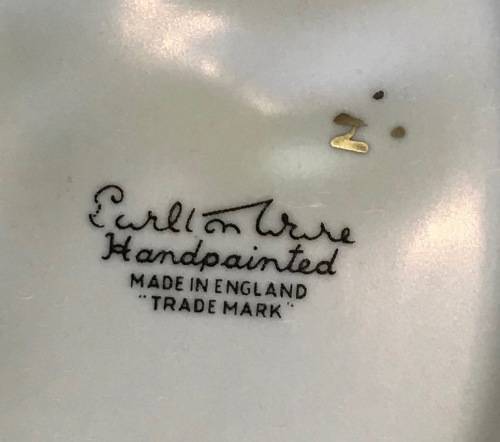 Carlton Ware
Handpainted
MADE IN ENGLAND
"TRADE MARK"